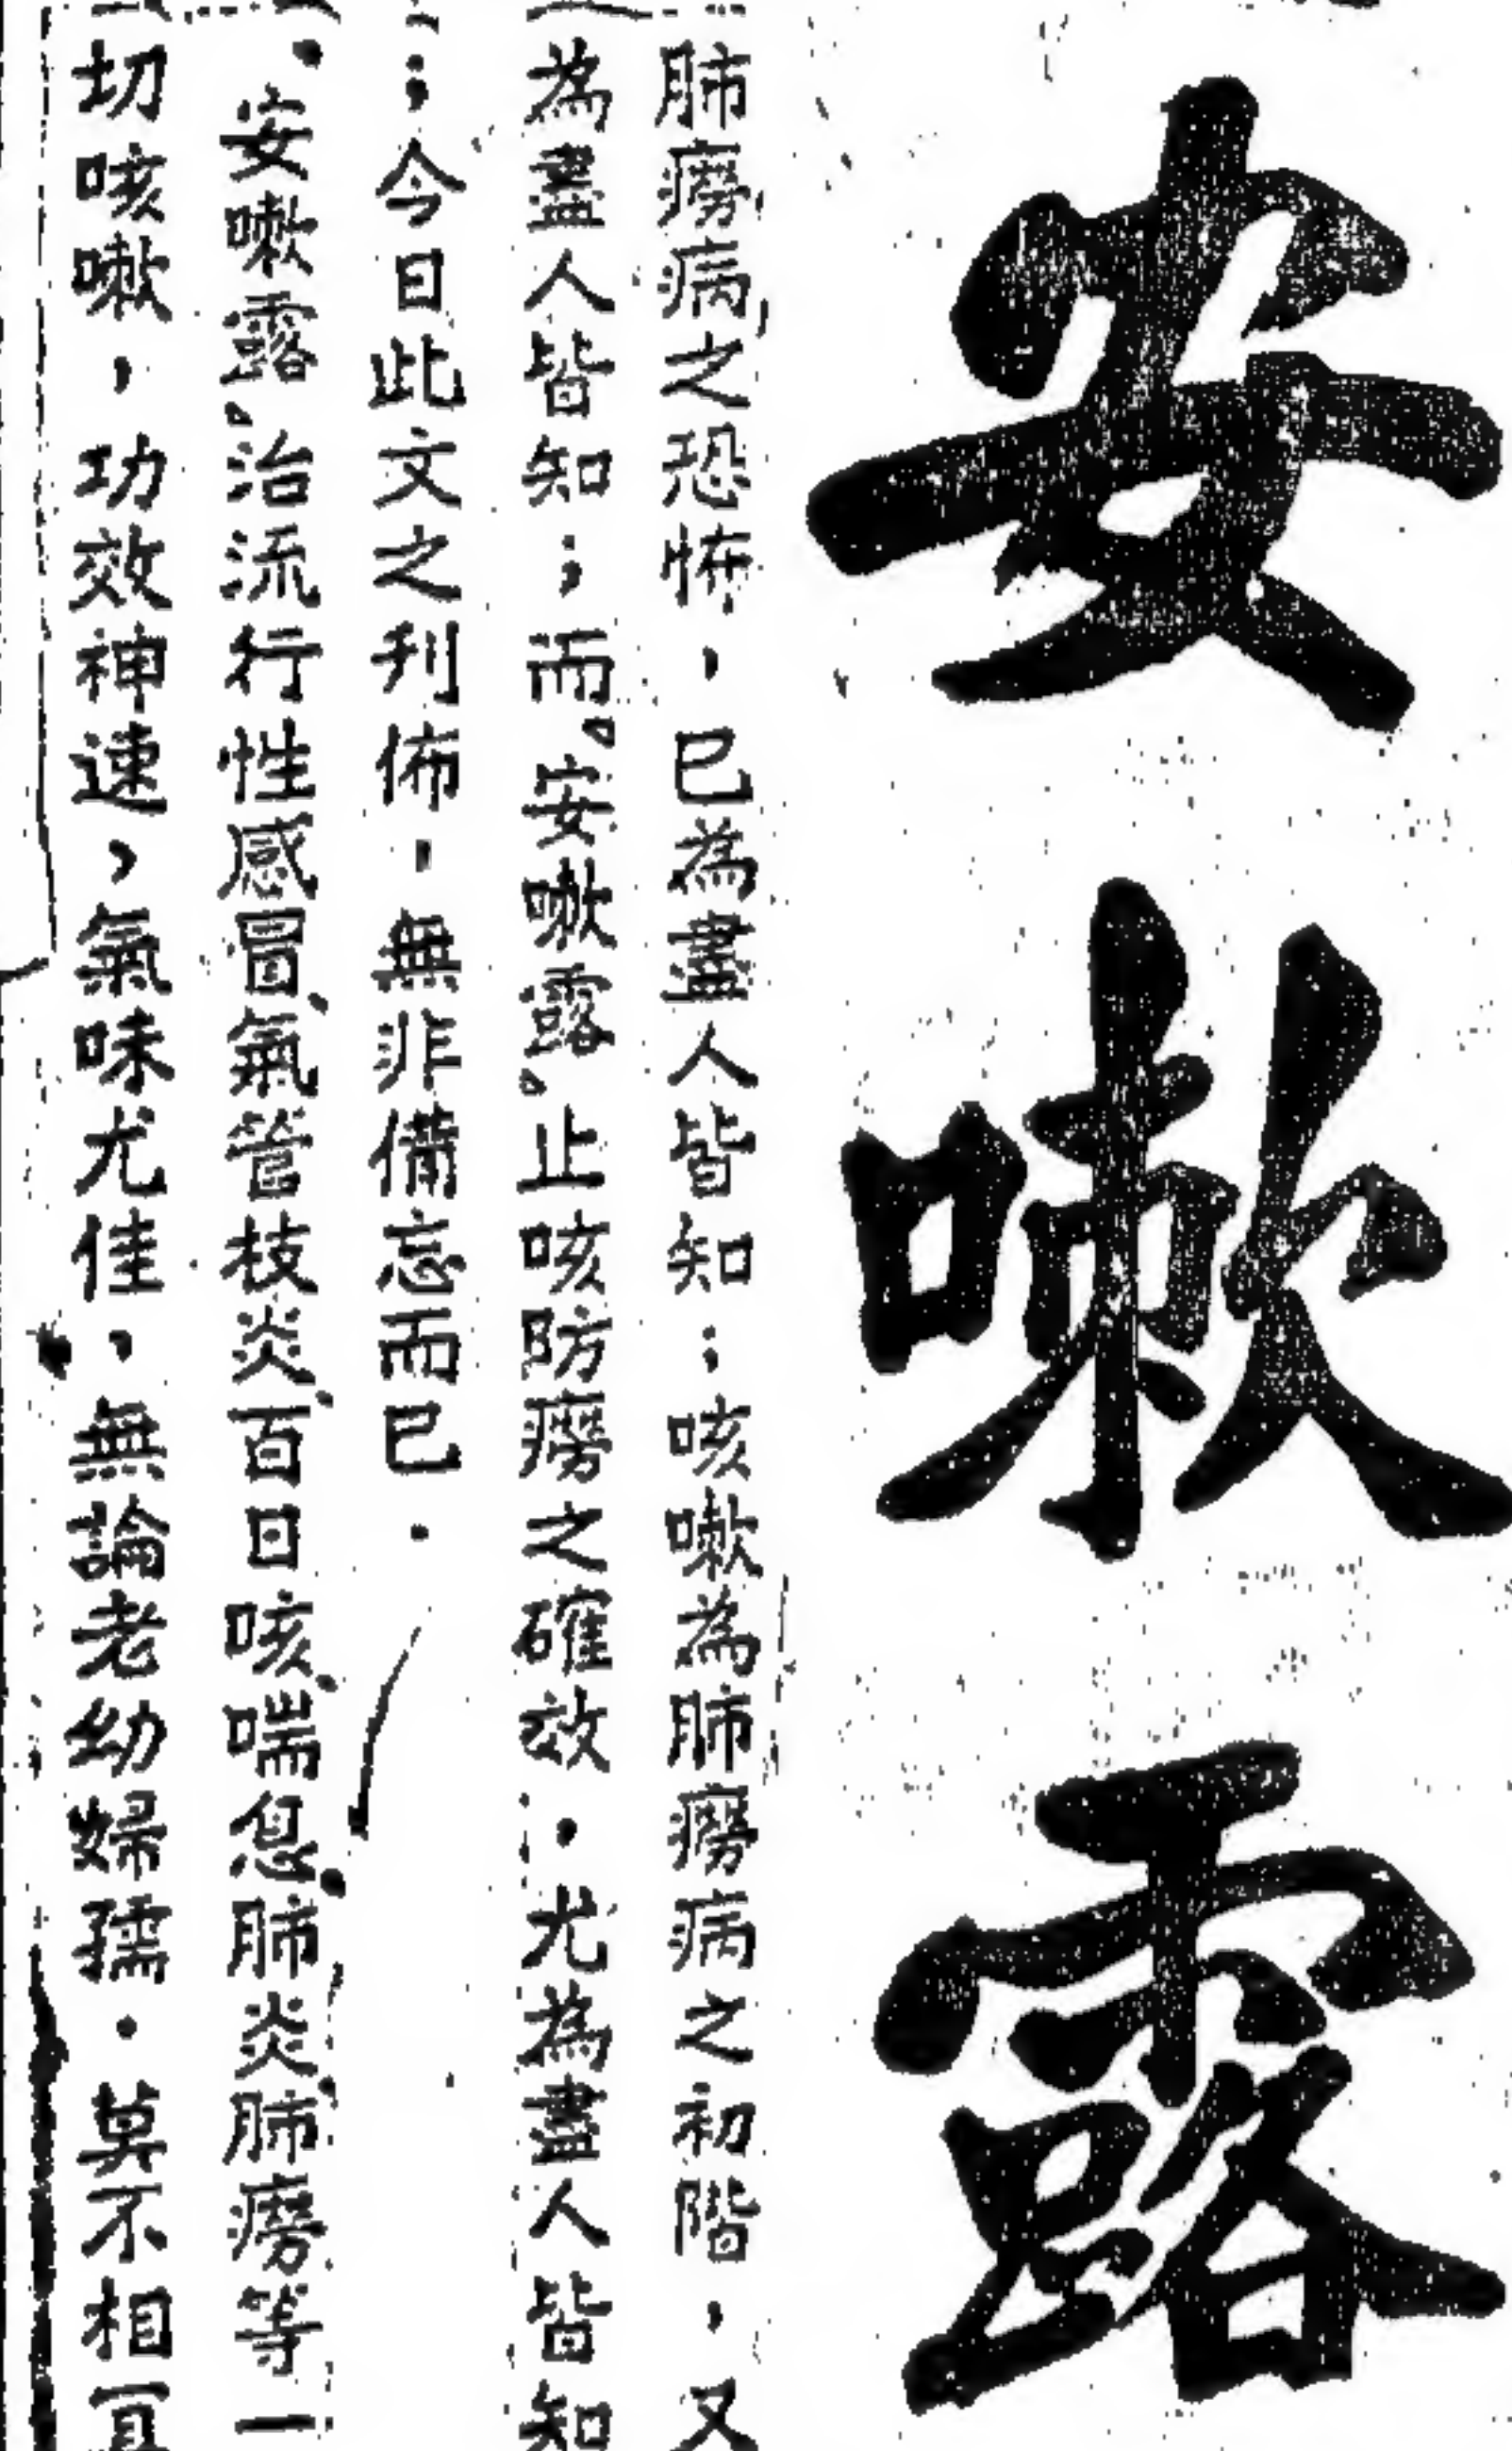 安嗽露
肺癆病之恐怖，已為盡人皆知；咳嗽為肺癆病之初階，又
為盡人皆知；而。安嗽露。止咳防癆之確效．尤為盡人皆知
；今日此文之刋佈．無非備忘而已．
。安嗽露。治流行性感冒、氣管枝炎、百日咳、喘息、肺炎、肺癆等一
切咳嗽，功效神速，氣味尤佳，無論老幼婦孺．莫不相宜